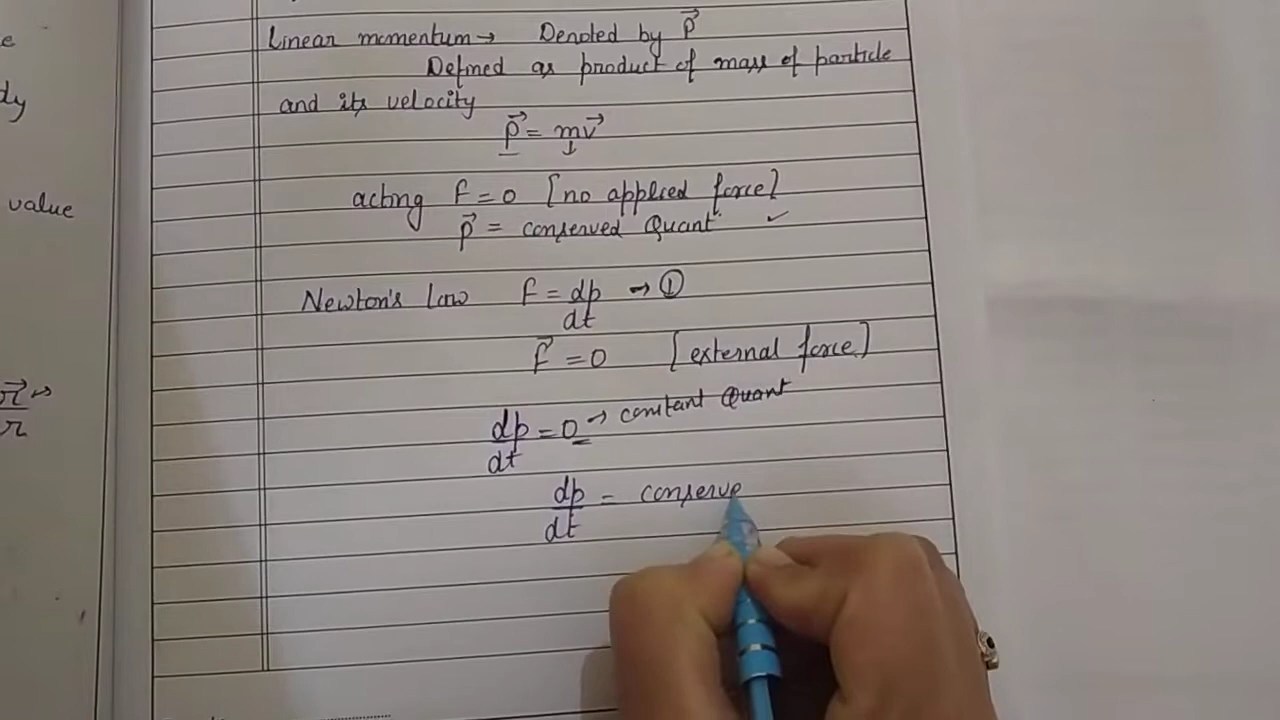 e
dy
value
r⃗
r
Linear momentum → Denoted by p⃗
Defined as product of mass of particle
and its velocity
p⃗ = mv⃗
↓
acting F = 0 [no applied force]
p⃗ = conserved Quant. ✓
Newton's Law F = dp/dt → ①
F⃗ = 0 [external force]
dp/dt = 0 → constant Quant
dp/dt = conserve